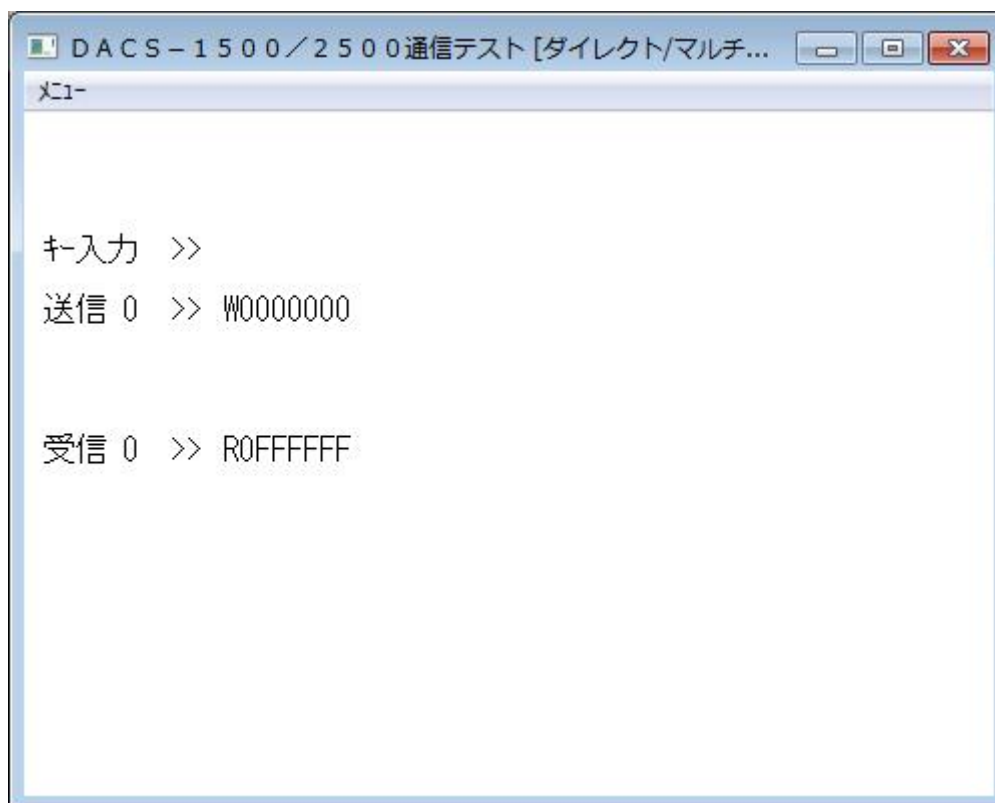 DACS-1500/2500通信テスト [ダイレクト/マルチ...
ﾒﾆｭｰ
ｷｰ入力 >>
送信 0 >> W0000000
受信 0 >> R0FFFFFF